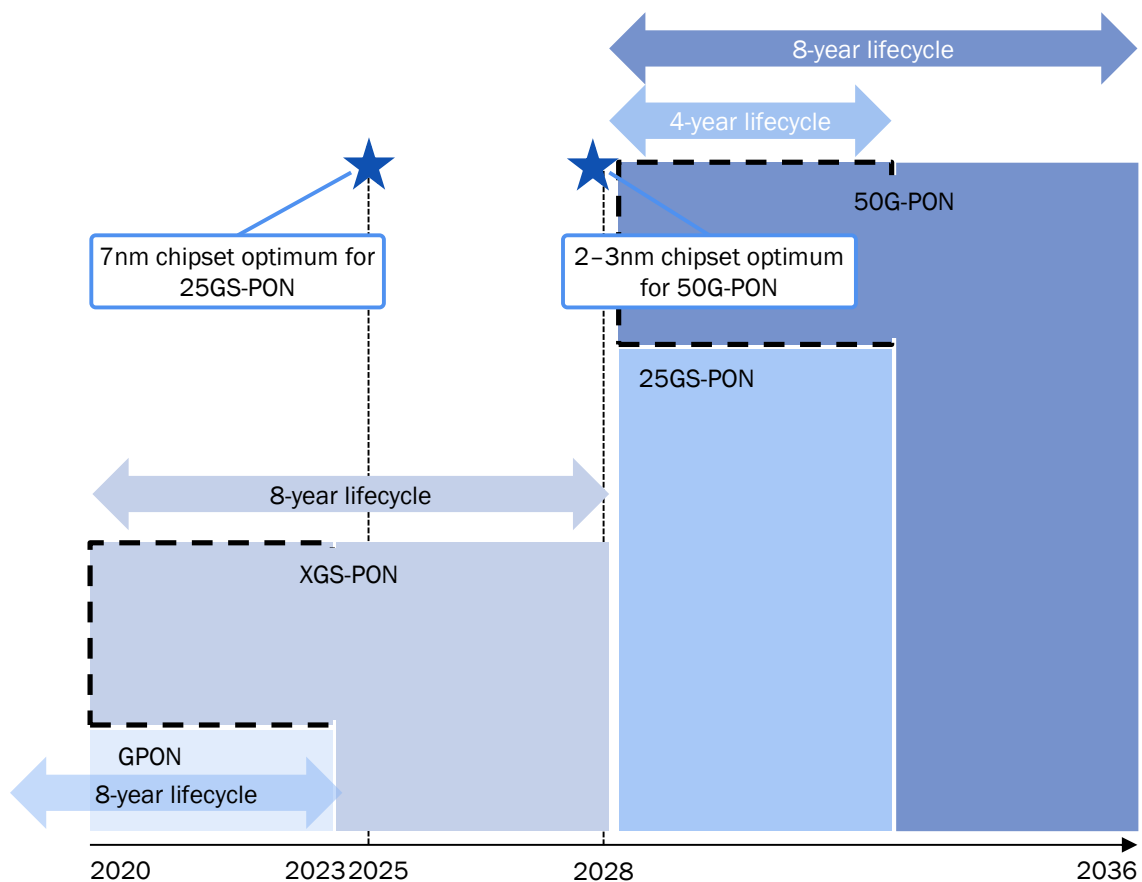 8-year lifecycle
4-year lifecycle
50G-PON
7nm chipset optimum for
25GS-PON
2–3nm chipset optimum
for 50G-PON
25GS-PON
8-year lifecycle
XGS-PON
GPON
8-year lifecycle
2020
2023
2025
2028
2036